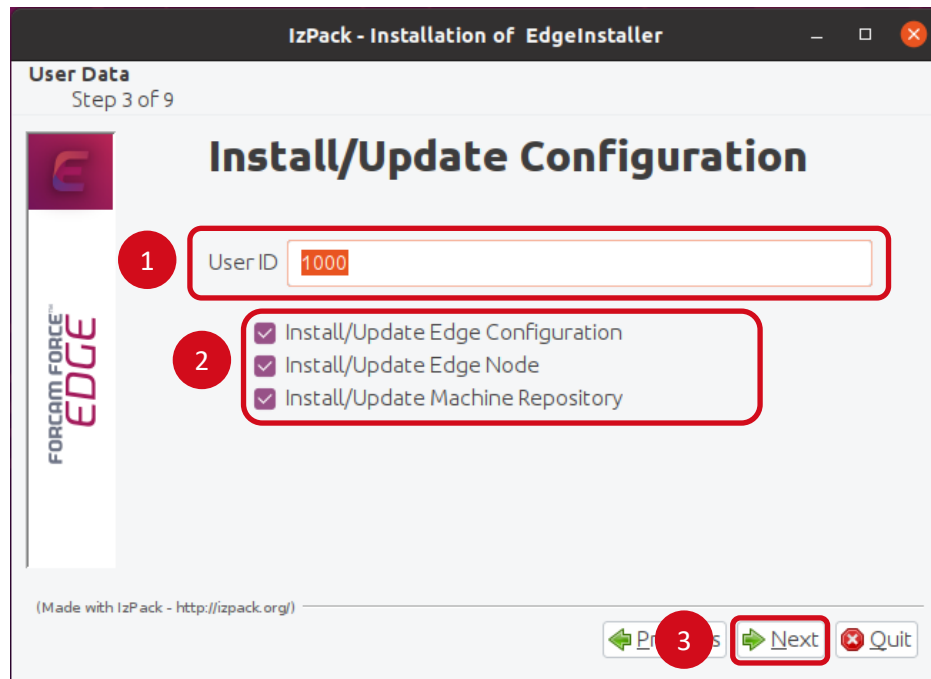 IzPack - Installation of EdgeInstaller
User Data
Step 3 of 9
Install/Update Configuration
1
User ID 1000
2
Install/Update Edge Configuration
Install/Update Edge Node
Install/Update Machine Repository
FORCAM FORCE™
EDGE
(Made with IzPack - http://izpack.org/)
3
Next
Quit